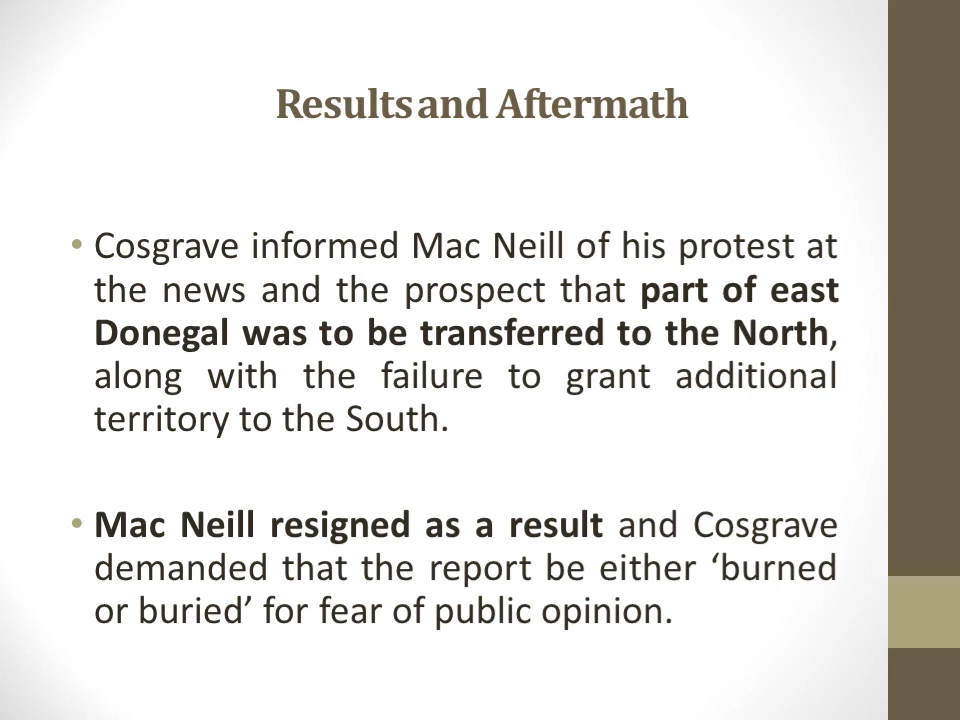 Results and Aftermath
• Cosgrave informed Mac Neill of his protest at
the news and the prospect that part of east
Donegal was to be transferred to the North,
along with the failure to grant additional
territory to the South.
• Mac Neill resigned as a result and Cosgrave
demanded that the report be either ‘burned
or buried’ for fear of public opinion.